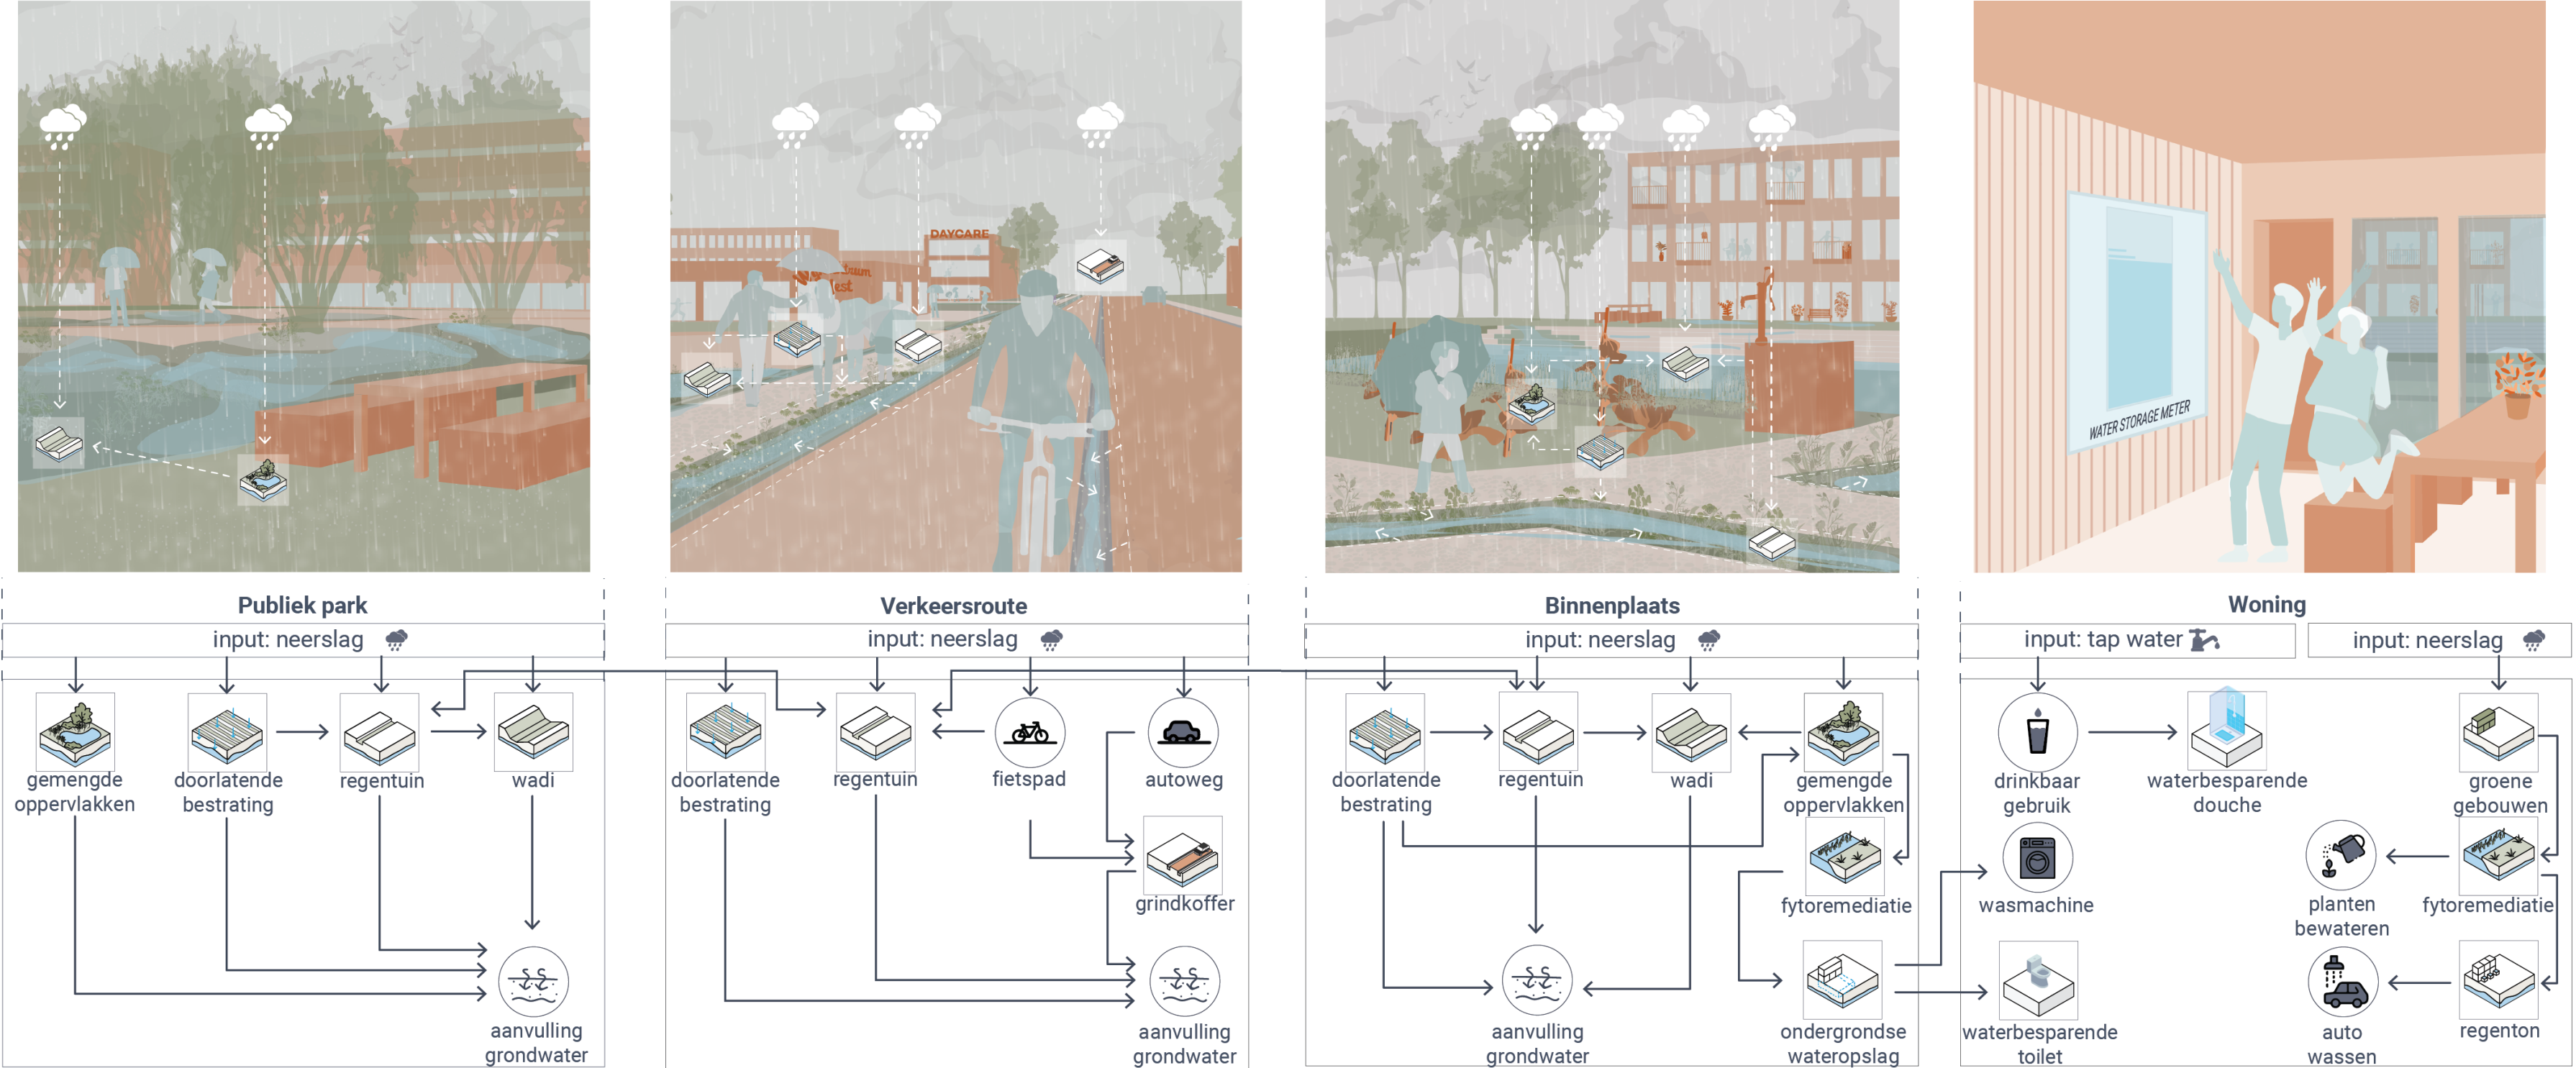 DAYCARE
WATER STORAGE METER
Publiek park
input: neerslag
gemengde
oppervlakken
doorlatende
bestrating
regentuin
wadi
aanvulling
grondwater
Verkeersroute
input: neerslag
doorlatende
bestrating
regentuin
fietspad
autoweg
grindkoffer
aanvulling
grondwater
Binnenplaats
input: neerslag
doorlatende
bestrating
regentuin
wadi
gemengde
oppervlakken
fytoremediatie
aanvulling
grondwater
ondergrondse
wateropslag
Woning
input: tap water
input: neerslag
drinkbaar
gebruik
waterbesparende
douche
groene
gebouwen
wasmachine
planten
bewateren
fytoremediatie
waterbesparende
toilet
auto
wassen
regenton